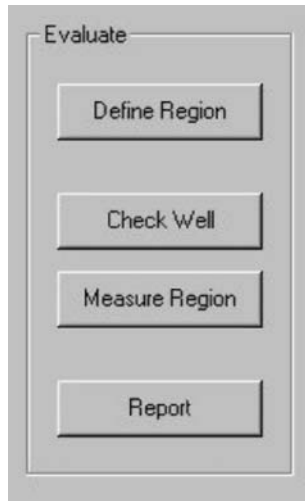 Evaluate
Define Region
Check Well
Measure Region
Report